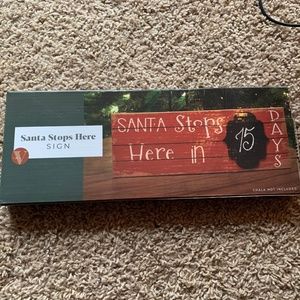 Santa Stops Here
SIGN
SANTA Stops
Here in
15
DAYS
CHALK NOT INCLUDED